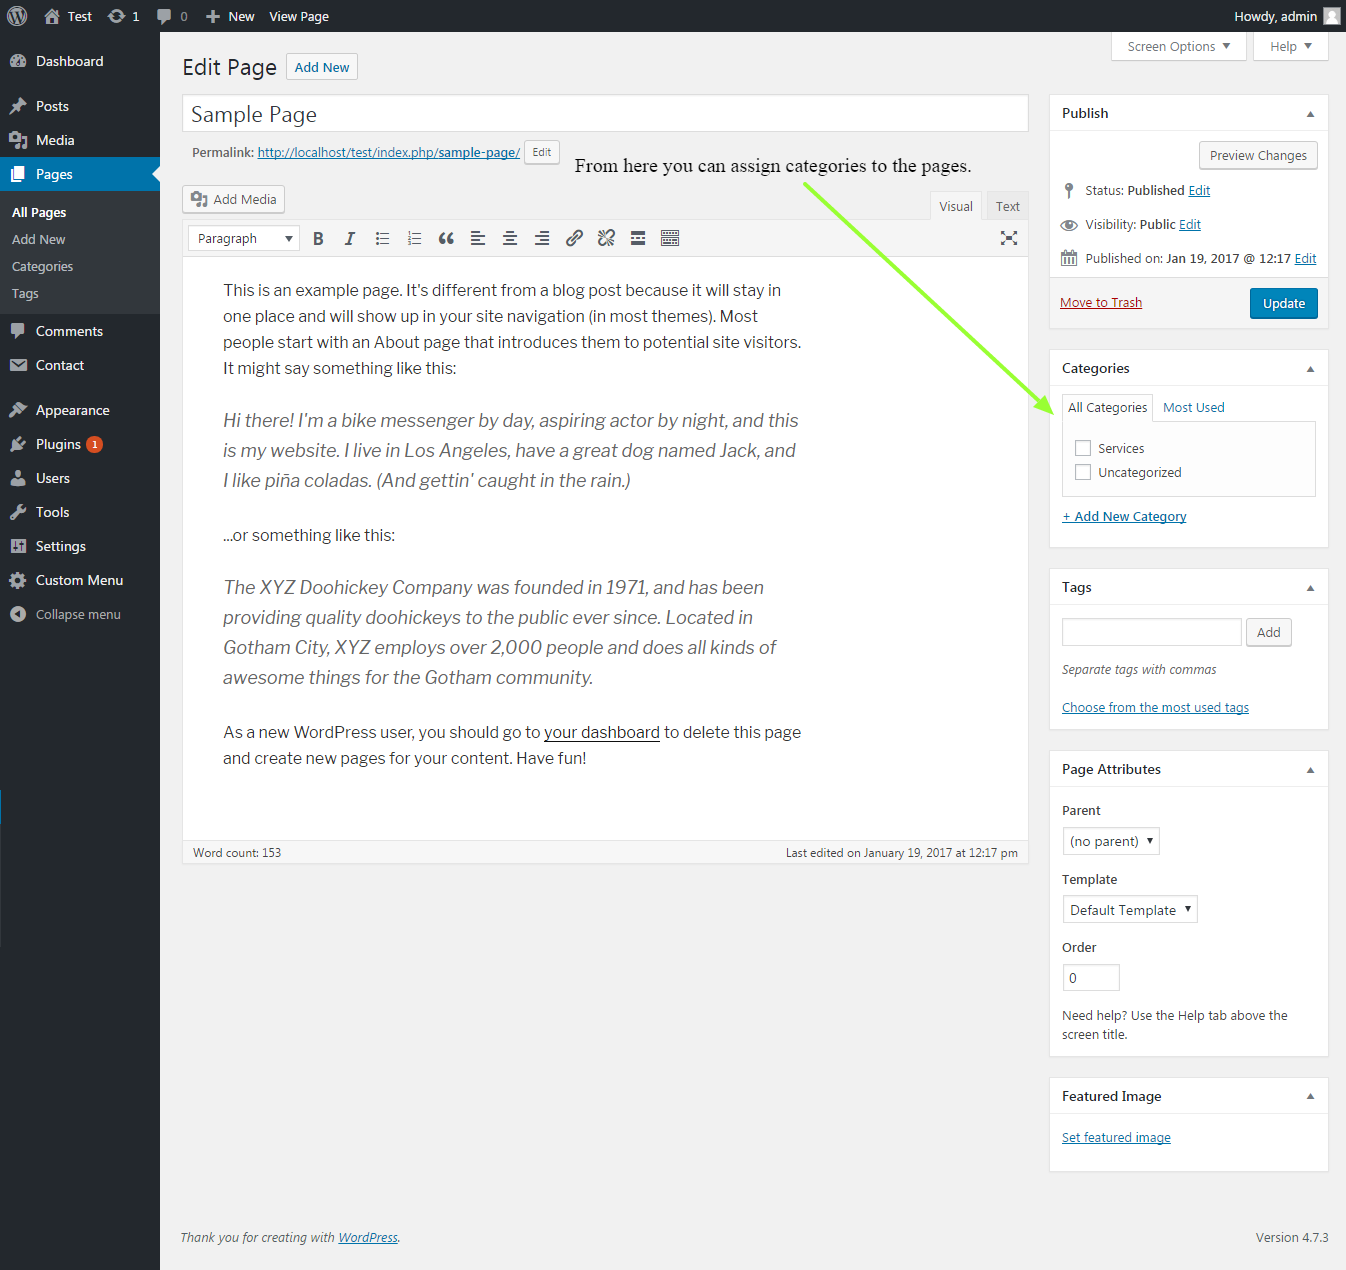 Test 1 0 New View Page Howdy, admin
Screen Options Help
Dashboard
Posts
Media
Pages
All Pages
Add New
Categories
Tags
Comments
Contact
Appearance
Plugins 1
Users
Tools
Settings
Custom Menu
Collapse menu
Edit Page Add New
Sample Page
Permalink: http://localhost/test/index.php/sample-page/ Edit
From here you can assign categories to the pages.
Add Media
Visual Text
Paragraph
This is an example page. It's different from a blog post because it will stay in
one place and will show up in your site navigation (in most themes). Most
people start with an About page that introduces them to potential site visitors.
It might say something like this:
Hi there! I'm a bike messenger by day, aspiring actor by night, and this
is my website. I live in Los Angeles, have a great dog named Jack, and
I like piña coladas. (And gettin' caught in the rain.)
...or something like this:
The XYZ Doohickey Company was founded in 1971, and has been
providing quality doohickeys to the public ever since. Located in
Gotham City, XYZ employs over 2,000 people and does all kinds of
awesome things for the Gotham community.
As a new WordPress user, you should go to your dashboard to delete this page
and create new pages for your content. Have fun!
Word count: 153 Last edited on January 19, 2017 at 12:17 pm
Publish
Preview Changes
Status: Published Edit
Visibility: Public Edit
Published on: Jan 19, 2017 @ 12:17 Edit
Move to Trash Update
Categories
All Categories Most Used
Services
Uncategorized
+ Add New Category
Tags
Add
Separate tags with commas
Choose from the most used tags
Page Attributes
Parent
(no parent)
Template
Default Template
Order
0
Need help? Use the Help tab above the
screen title.
Featured Image
Set featured image
Thank you for creating with WordPress. Version 4.7.3